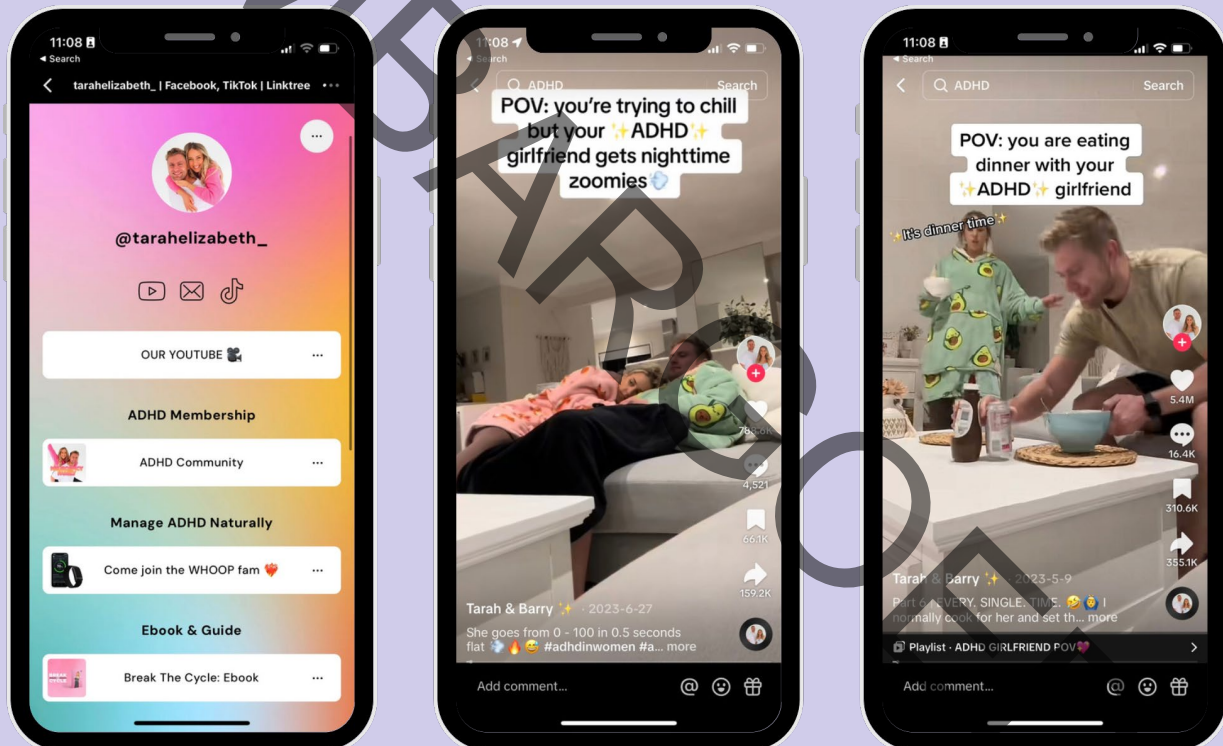 11:08
Search
tarahelizabeth_ | Facebook, TikTok | Linktree
@tarahelizabeth_
OUR YOUTUBE 🎥
ADHD Membership
ADHD Community
Manage ADHD Naturally
Come join the WHOOP fam ❤️‍🔥
Ebook & Guide
BREAK
CYCLE
Break The Cycle: Ebook
11:08
Search
ADHD
Search
POV: you're trying to chill
but your ✨ADHD✨
girlfriend gets nighttime
zoomies💨
4,521
66.1K
159.2K
Tarah & Barry ✨ · 2023-6-27
She goes from 0 - 100 in 0.5 seconds
flat 💨🔥😅 #adhdinwomen #a... more
Add comment...
11:08
Search
ADHD
Search
POV: you are eating
dinner with your
✨ADHD✨ girlfriend
✨It's dinner time✨
5.4M
16.4K
310.6K
355.1K
Tarah & Barry ✨ · 2023-5-9
Part 6 | EVERY. SINGLE. TIME. 🤣🙆‍♀️ I
normally cook for her and set th... more
Playlist · ADHD GIRLFRIEND POV💗
Add comment...